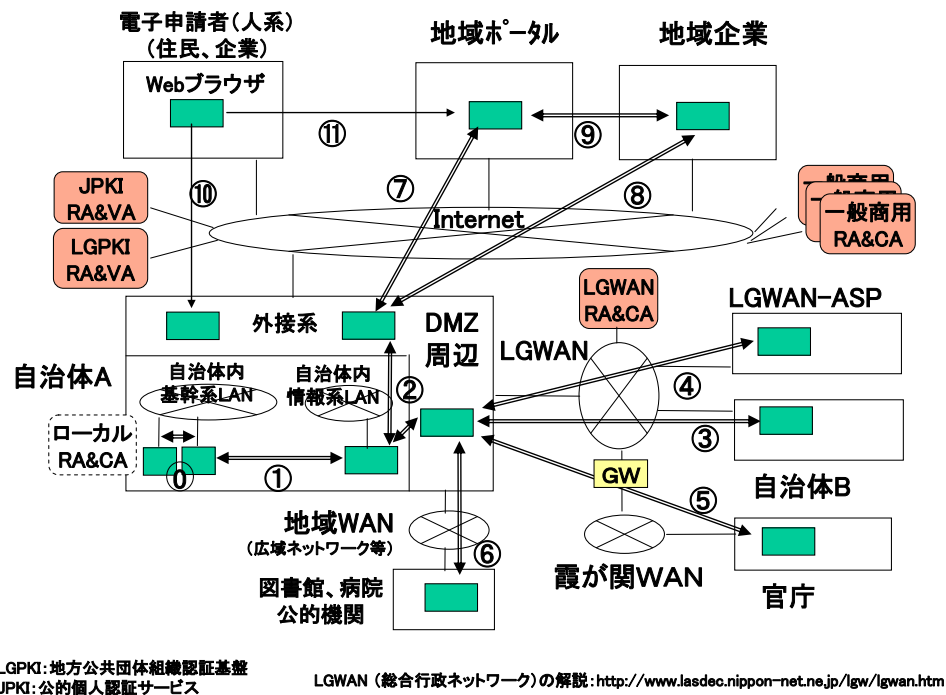 電子申請者(人系)
(住民、企業)
地域ポータル
地域企業
Webブラウザ
⑪
⑨
⑩
⑦
⑧
JPKI
RA&VA
LGPKI
RA&VA
Internet
一般商用
一般商用
一般商用
RA&CA
LGWAN
RA&CA
LGWAN-ASP
外接系
DMZ
周辺
LGWAN
自治体A
自治体内
基幹系LAN
自治体内
情報系LAN
②
④
ローカル
RA&CA
③
⓪
①
GW
⑤
自治体B
地域WAN
(広域ネットワーク等)
⑥
霞が関WAN
官庁
図書館、病院
公的機関
LGPKI:地方公共団体組織認証基盤
JPKI:公的個人認証サービス
LGWAN (総合行政ネットワーク)の解説:http://www.lasdec.nippon-net.ne.jp/lgw/lgwan.htm